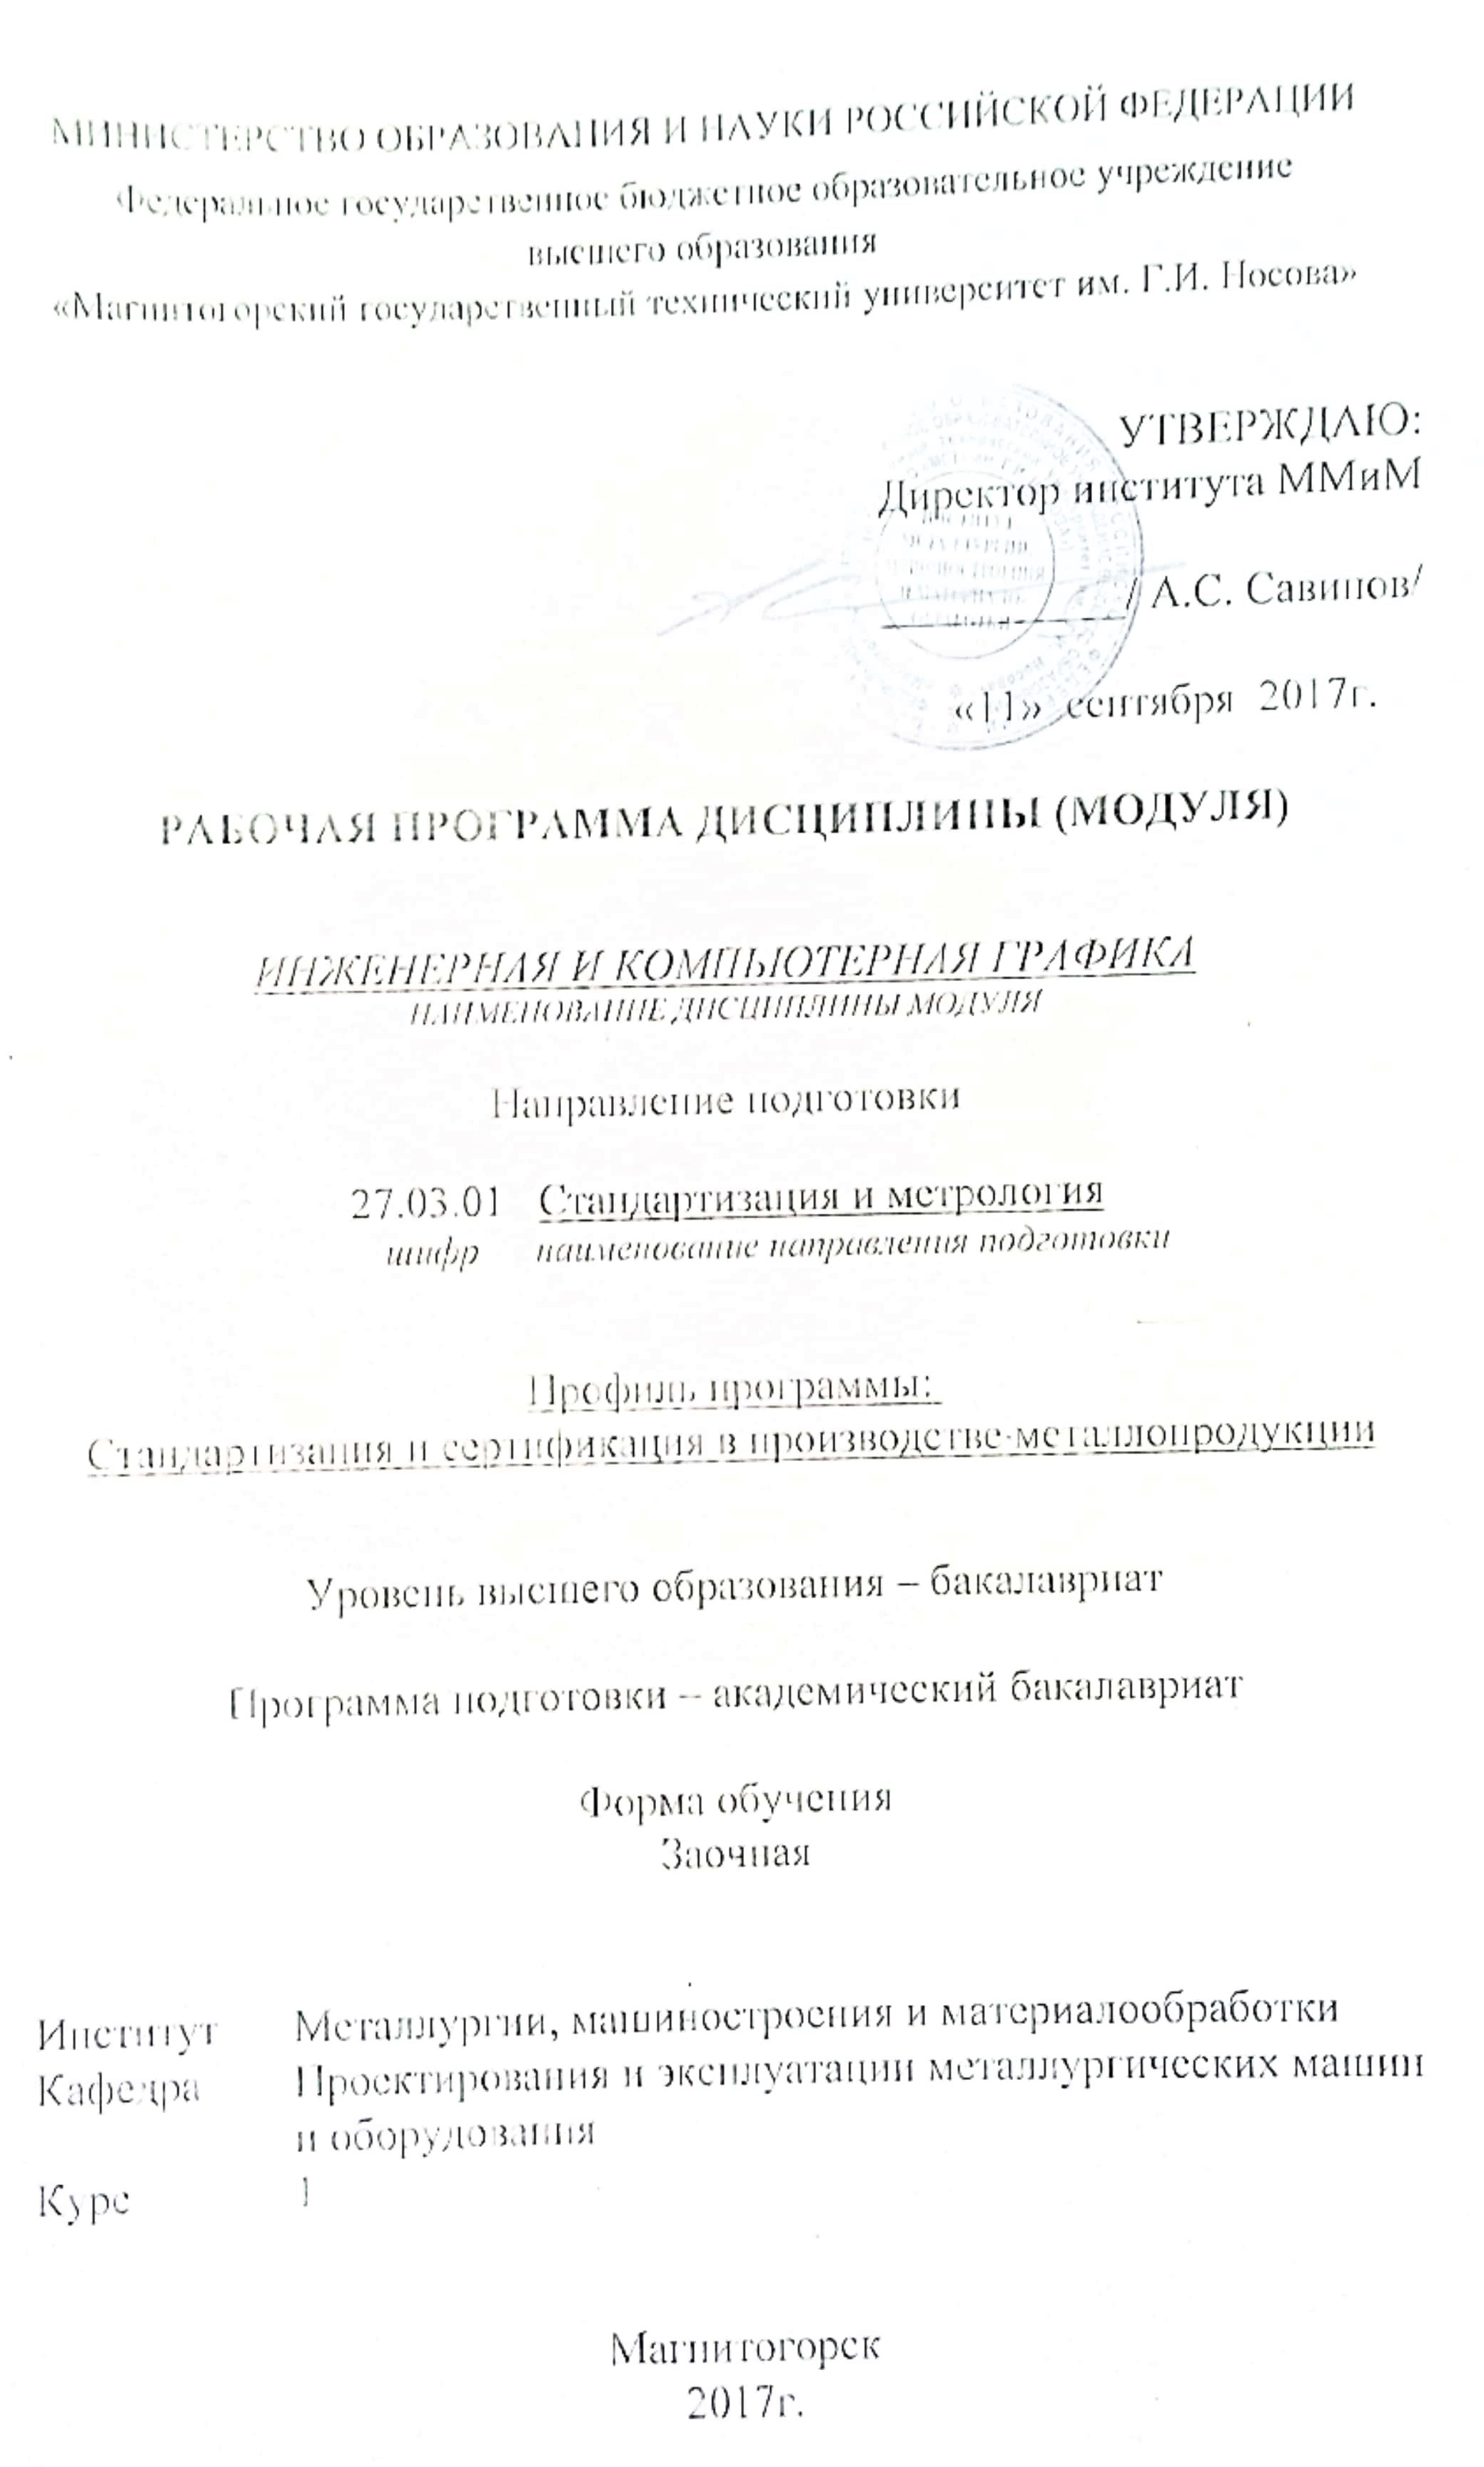 МИНИСТЕРСТВО ОБРАЗОВАНИЯ И НАУКИ РОССИЙСКОЙ ФЕДЕРАЦИИ
Федеральное государственное бюджетное образовательное учреждение
высшего образования
«Магнитогорский государственный технический университет им. Г.И. Носова»
УТВЕРЖДАЮ:
Директор института ММиМ
/ А.С. Савинов/
«11» сентября 2017г.
РАБОЧАЯ ПРОГРАММА ДИСЦИПЛИНЫ (МОДУЛЯ)
ИНЖЕНЕРНАЯ И КОМПЬЮТЕРНАЯ ГРАФИКА
НАИМЕНОВАНИЕ ДИСЦИПЛИНЫ МОДУЛЯ
Направление подготовки
27.03.01 Стандартизация и метрология
шифр наименование направления подготовки
Профиль программы:
Стандартизация и сертификация в производстве металлопродукции
Уровень высшего образования – бакалавриат
Программа подготовки – академический бакалавриат
Форма обучения
Заочная
Институт Металлургии, машиностроения и материалообработки
Кафедра Проектирования и эксплуатации металлургических машин
и оборудования
Курс 1
Магнитогорск
2017г.